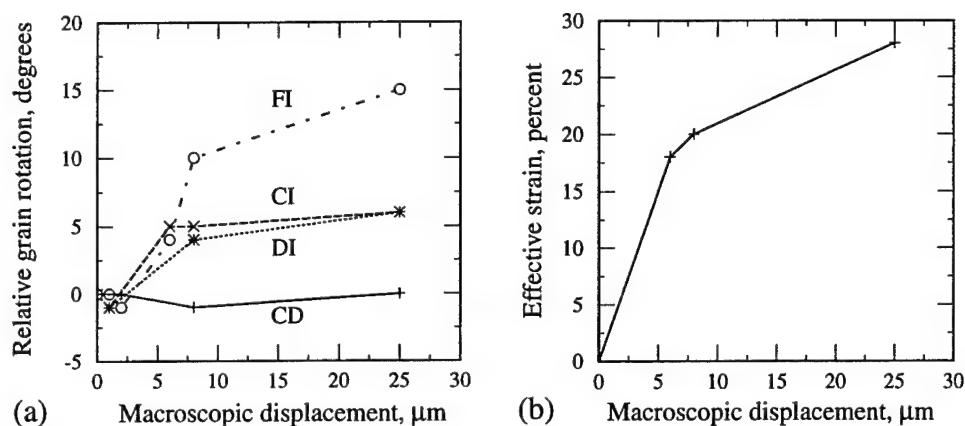 20
15
10
5
0
-5
Relative grain rotation, degrees
FI
CI
DI
CD
0 5 10 15 20 25 30
(a) Macroscopic displacement, μm
30
25
20
15
10
5
0
Effective strain, percent
0 5 10 15 20 25 30
(b) Macroscopic displacement, μm